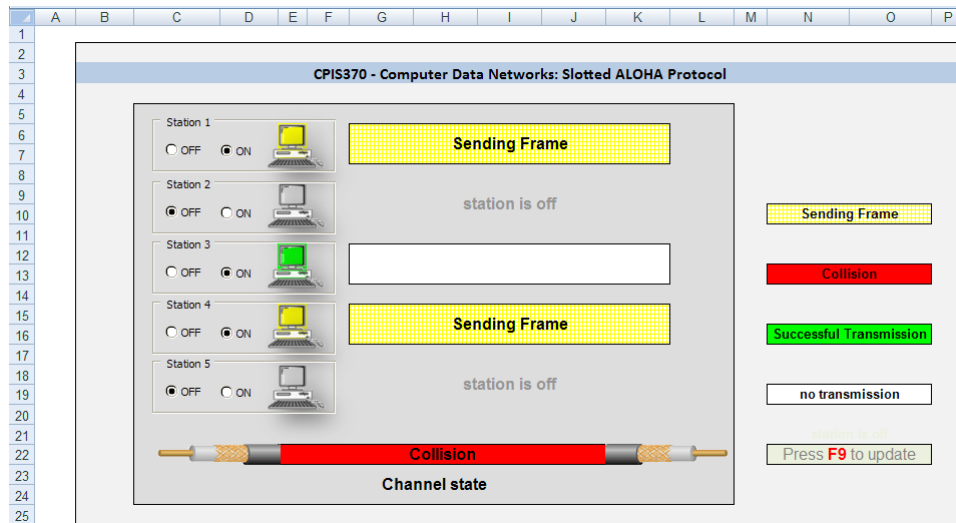 A B C D E F G H I J K L M N O P
1
2
3 CPIS370 - Computer Data Networks: Slotted ALOHA Protocol
4
5
Station 1
6 Sending Frame
7 OFF ON
8
Station 2
9 station is off
10 OFF ON Sending Frame
11
Station 3
12
13 OFF ON Collision
14
Station 4
15 Sending Frame
16 OFF ON Successful Transmission
17
Station 5
18 station is off
19 OFF ON no transmission
20
21 station is off
22 Collision Press F9 to update
23 Channel state
24
25